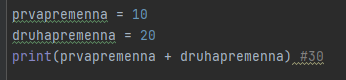 prvapremenna = 10
druhapremenna = 20
print(prvapremenna + druhapremenna) #30